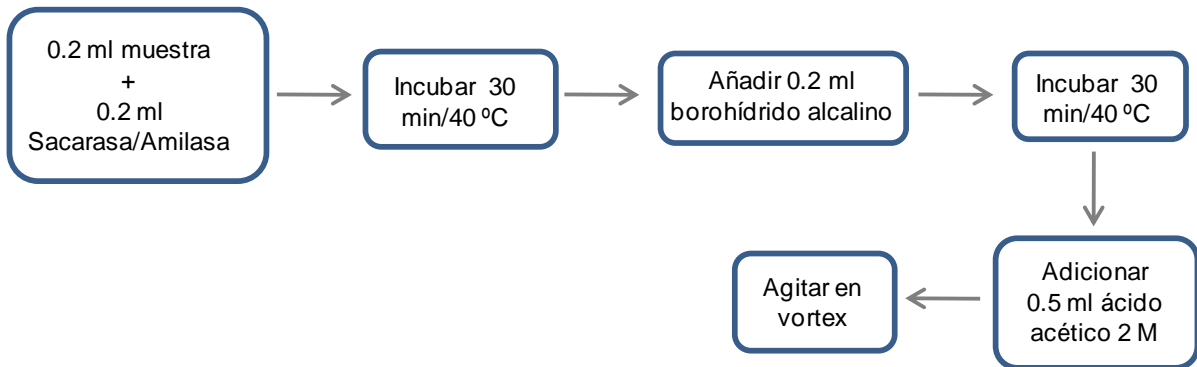 0.2 ml muestra
+
0.2 ml
Sacarasa/Amilasa
Incubar 30
min/40 ºC
Añadir 0.2 ml
borohídrido alcalino
Incubar 30
min/40 ºC
Adicionar
0.5 ml ácido
acético 2 M
Agitar en
vortex